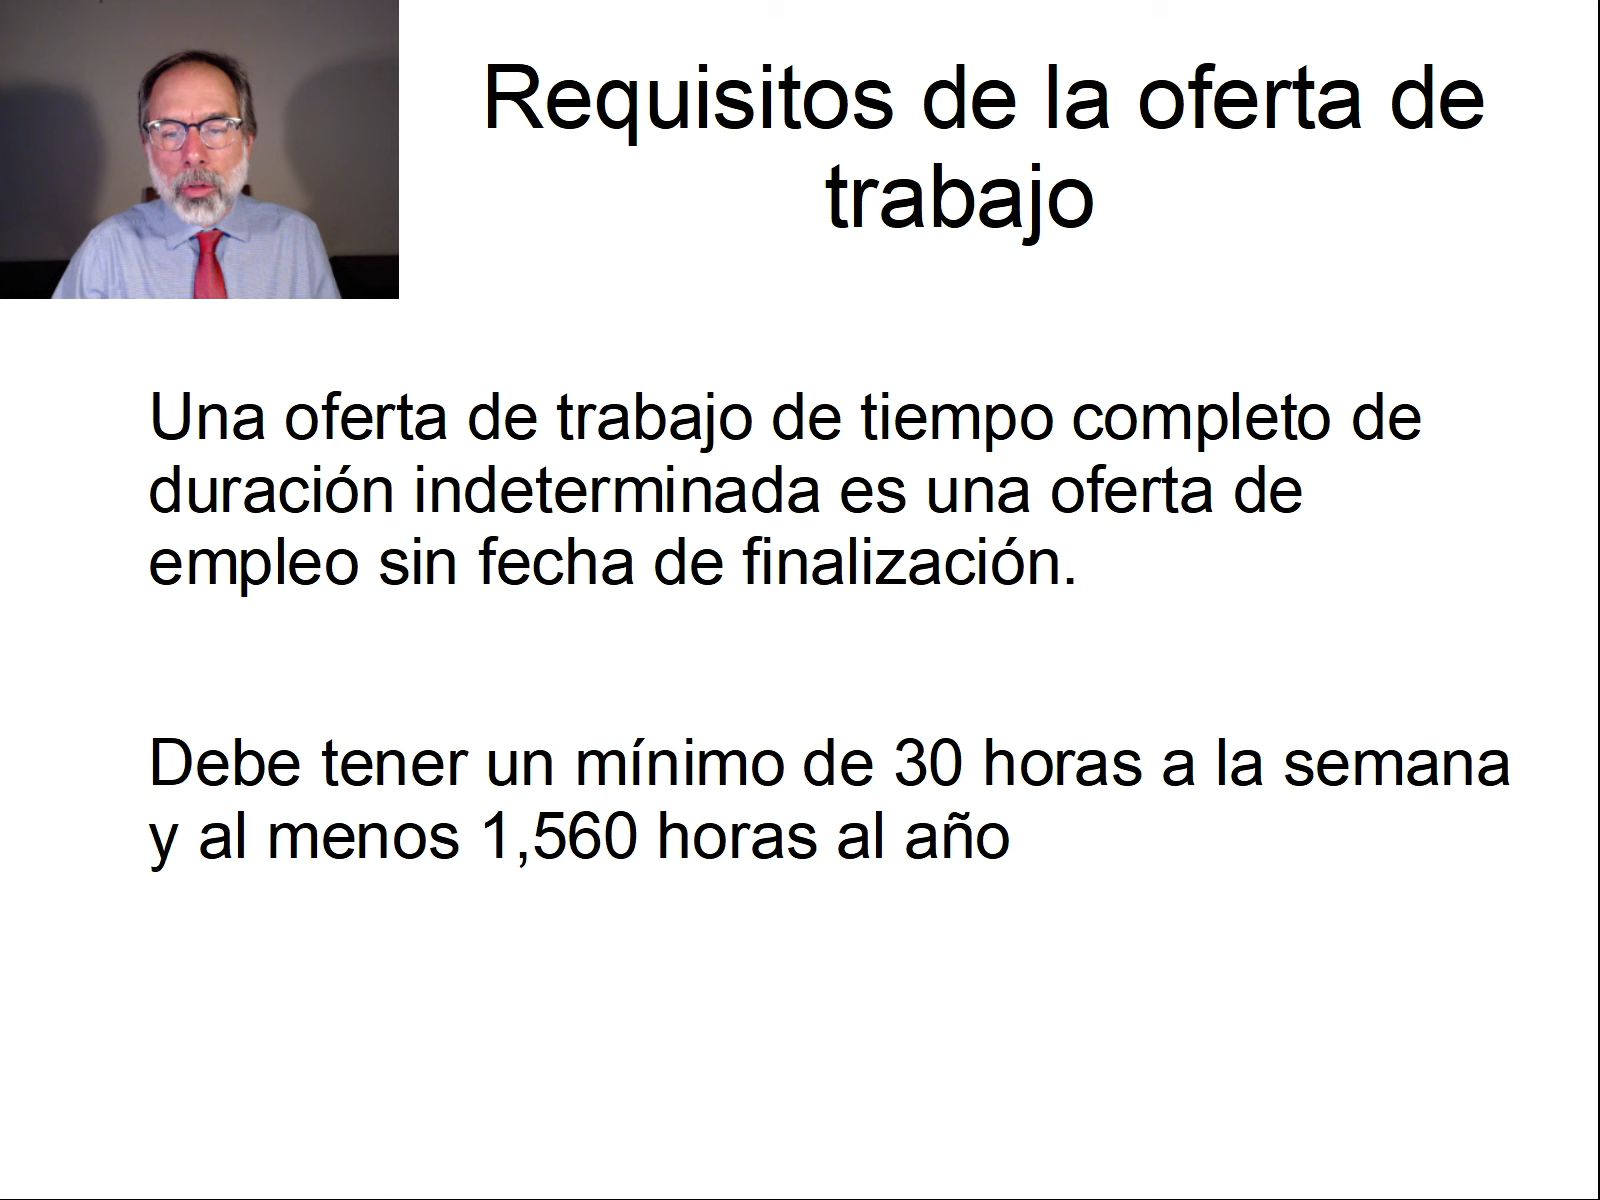 Requisitos de la oferta de
trabajo
Una oferta de trabajo de tiempo completo de
duración indeterminada es una oferta de
empleo sin fecha de finalización.
Debe tener un mínimo de 30 horas a la semana
y al menos 1,560 horas al año